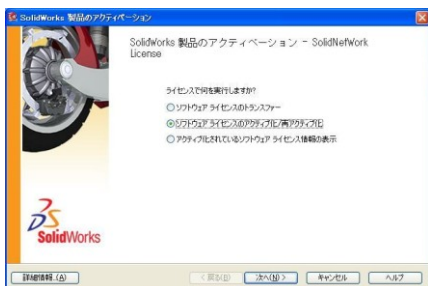 SolidWorks 製品のアクティベーション
SolidWorks 製品のアクティベーション - SolidNetWork
License
ライセンスで何を実行しますか?
ソフトウェア ライセンスのトランスファー
ソフトウェア ライセンスのアクティブ化/再アクティブ化
アクティブ化されているソフトウェア ライセンス情報の表示
SolidWorks
詳細情報...(A)
< 戻る(B)
次へ(N) >
キャンセル
ヘルプ